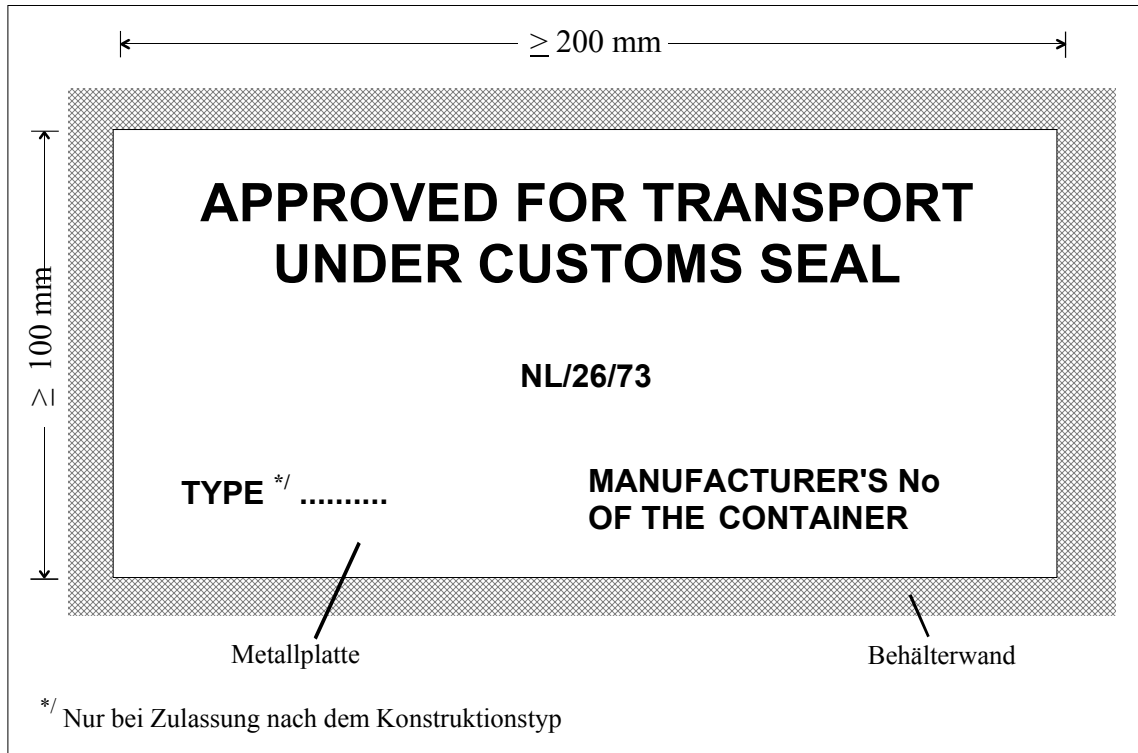 ≥ 200 mm
≥ 100 mm
APPROVED FOR TRANSPORT
UNDER CUSTOMS SEAL
NL/26/73
TYPE */ ..........
MANUFACTURER'S No
OF THE CONTAINER
Metallplatte
Behälterwand
*/ Nur bei Zulassung nach dem Konstruktionstyp